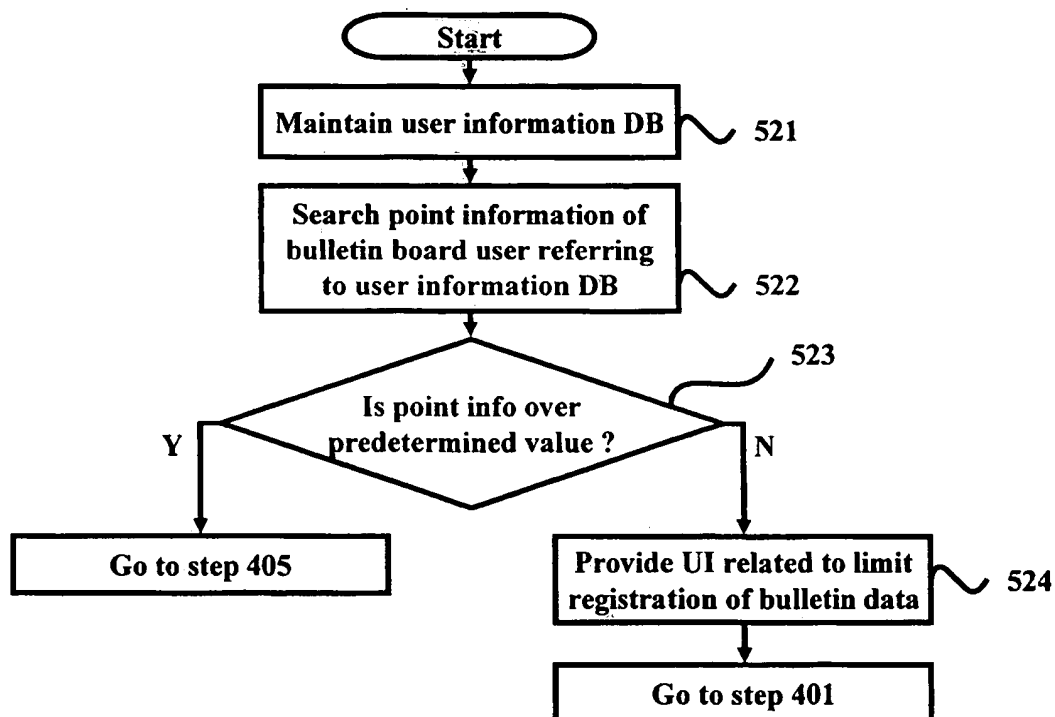 Start
Maintain user information DB
521
Search point information of
bulletin board user referring
to user information DB
522
523
Is point info over
predetermined value ?
Y
N
Go to step 405
Provide UI related to limit
registration of bulletin data
524
Go to step 401